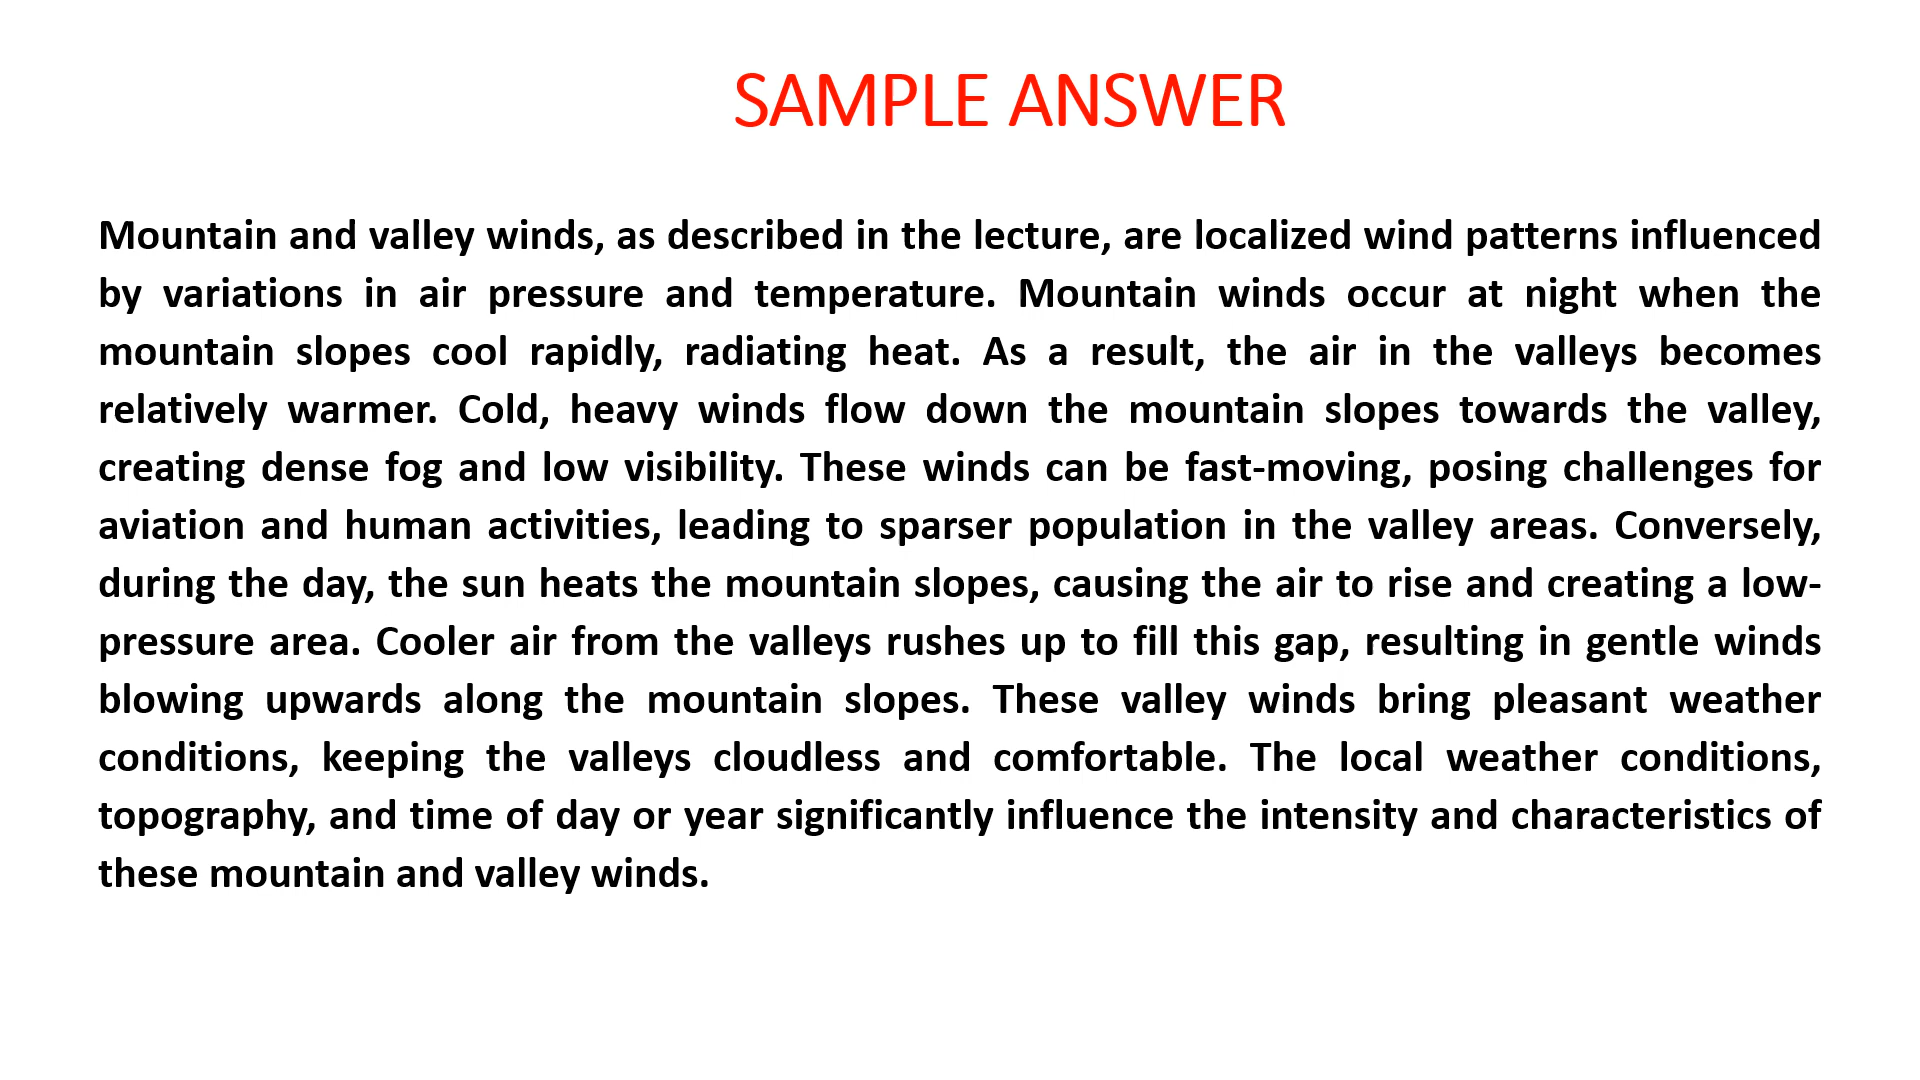 SAMPLE ANSWER
Mountain and valley winds, as described in the lecture, are localized wind patterns influenced
by variations in air pressure and temperature. Mountain winds occur at night when the
mountain slopes cool rapidly, radiating heat. As a result, the air in the valleys becomes
relatively warmer. Cold, heavy winds flow down the mountain slopes towards the valley,
creating dense fog and low visibility. These winds can be fast-moving, posing challenges for
aviation and human activities, leading to sparser population in the valley areas. Conversely,
during the day, the sun heats the mountain slopes, causing the air to rise and creating a low-
pressure area. Cooler air from the valleys rushes up to fill this gap, resulting in gentle winds
blowing upwards along the mountain slopes. These valley winds bring pleasant weather
conditions, keeping the valleys cloudless and comfortable. The local weather conditions,
topography, and time of day or year significantly influence the intensity and characteristics of
these mountain and valley winds.